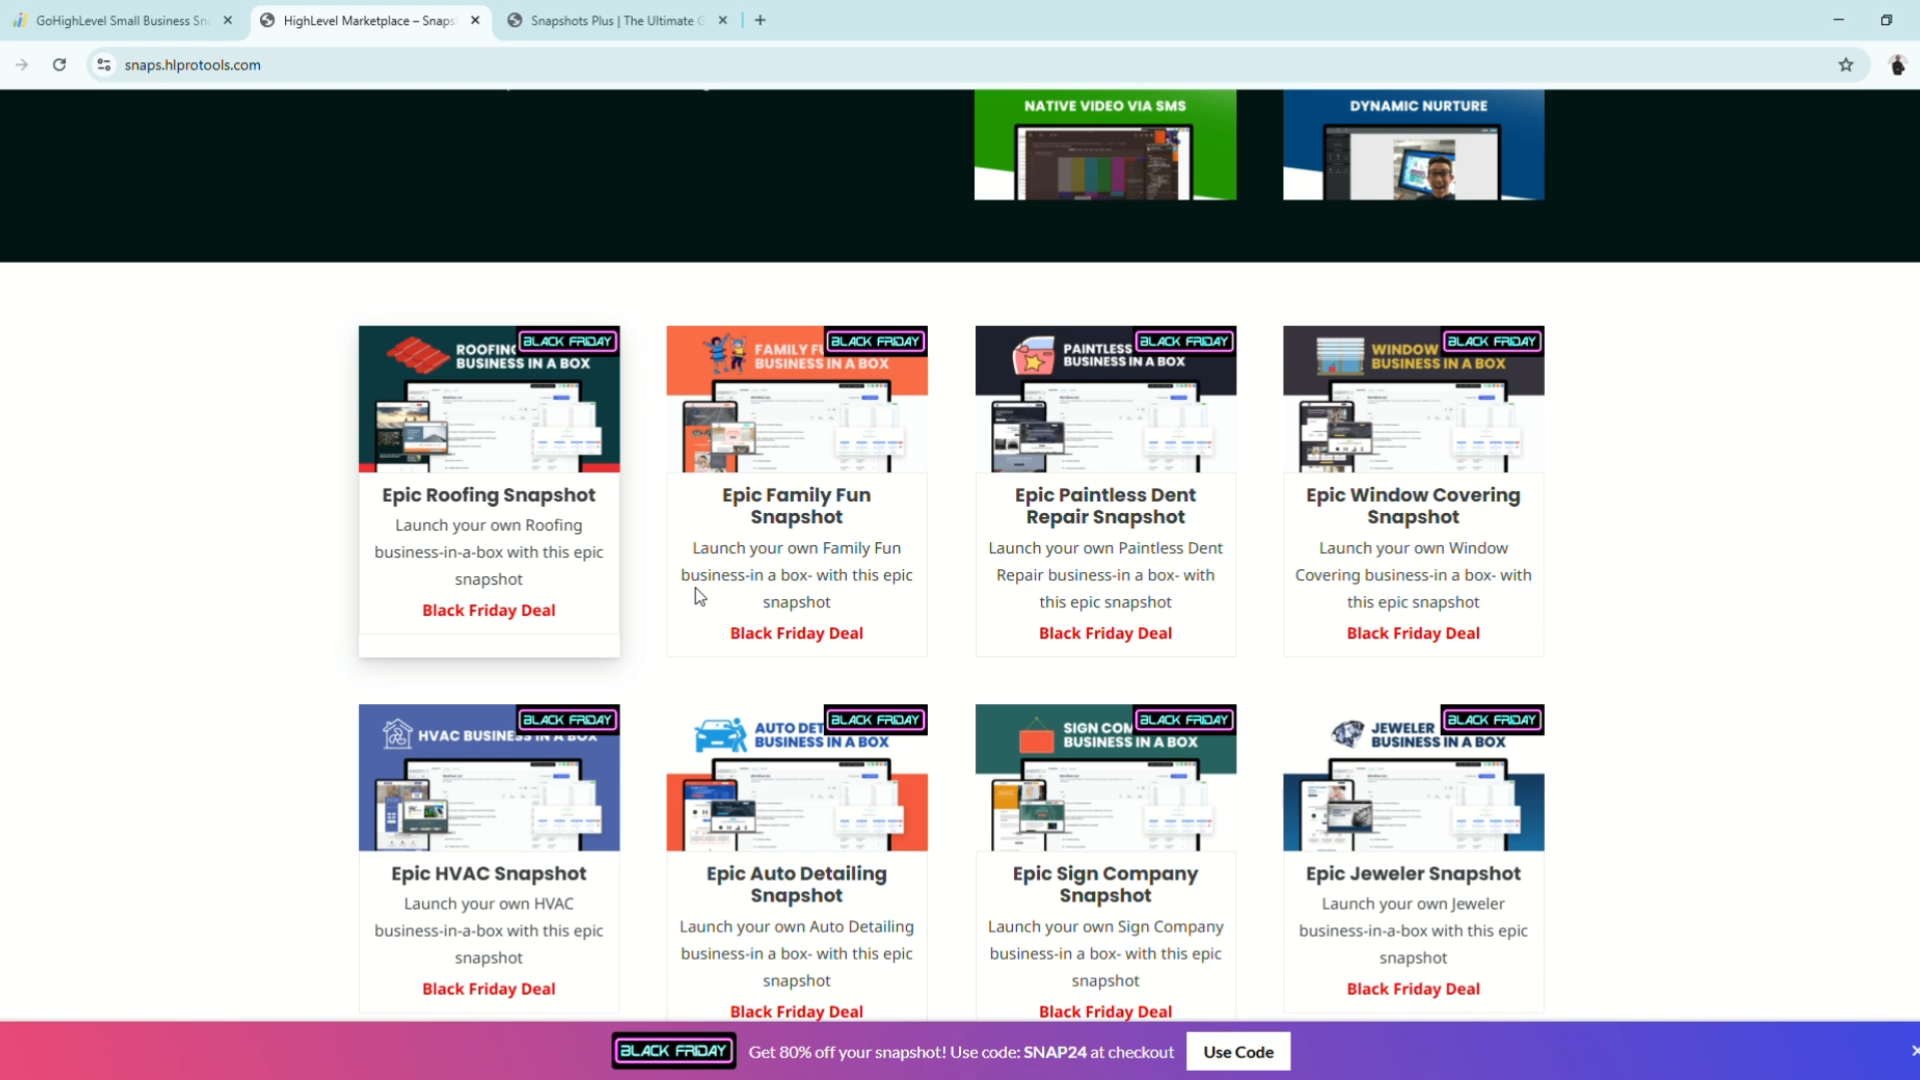 GoHighLevel Small Business Sn
HighLevel Marketplace – Snaps
Snapshots Plus | The Ultimate G
snaps.hlprotools.com
NATIVE VIDEO VIA SMS
DYNAMIC NURTURE
BLACK FRIDAY
ROOFING
BUSINESS IN A BOX
Epic Roofing Snapshot
Launch your own Roofing
business-in-a-box with this epic
snapshot
Black Friday Deal
BLACK FRIDAY
FAMILY FU
BUSINESS IN A BOX
Epic Family Fun
Snapshot
Launch your own Family Fun
business-in a box- with this epic
snapshot
Black Friday Deal
BLACK FRIDAY
PAINTLESS
BUSINESS IN A BOX
Epic Paintless Dent
Repair Snapshot
Launch your own Paintless Dent
Repair business-in a box- with
this epic snapshot
Black Friday Deal
BLACK FRIDAY
WINDOW
BUSINESS IN A BOX
Epic Window Covering
Snapshot
Launch your own Window
Covering business-in a box- with
this epic snapshot
Black Friday Deal
BLACK FRIDAY
HVAC BUSINESS IN A BOX
Epic HVAC Snapshot
Launch your own HVAC
business-in-a-box with this epic
snapshot
Black Friday Deal
BLACK FRIDAY
AUTO DET
BUSINESS IN A BOX
Epic Auto Detailing
Snapshot
Launch your own Auto Detailing
business-in a box- with this epic
snapshot
Black Friday Deal
BLACK FRIDAY
SIGN COM
BUSINESS IN A BOX
Epic Sign Company
Snapshot
Launch your own Sign Company
business-in a box- with this epic
snapshot
Black Friday Deal
BLACK FRIDAY
JEWELER
BUSINESS IN A BOX
Epic Jeweler Snapshot
Launch your own Jeweler
business-in-a-box with this epic
snapshot
Black Friday Deal
BLACK FRIDAY
Get 80% off your snapshot! Use code: SNAP24 at checkout
Use Code